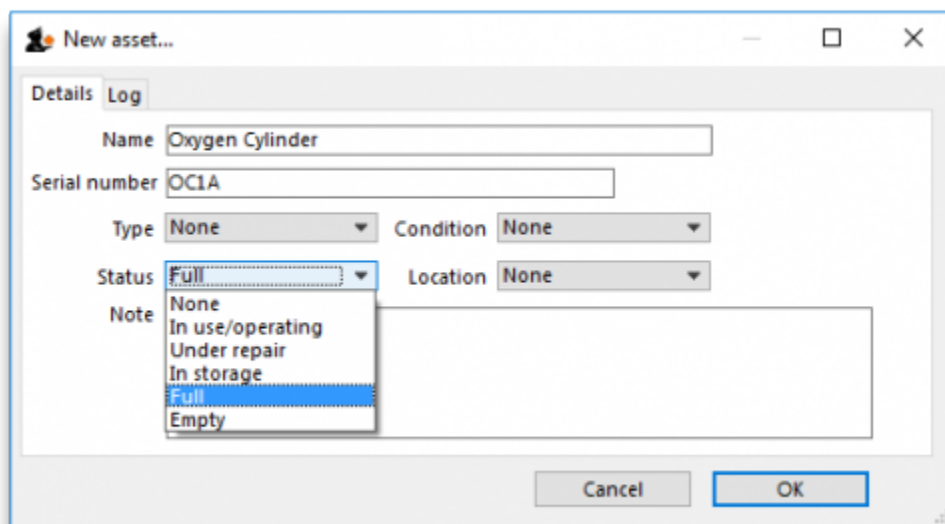 New asset...
Details Log
Name Oxygen Cylinder
Serial number OC1A
Type None Condition None
Status Full Location None
Note
None
In use/operating
Under repair
In storage
Full
Empty
Cancel OK